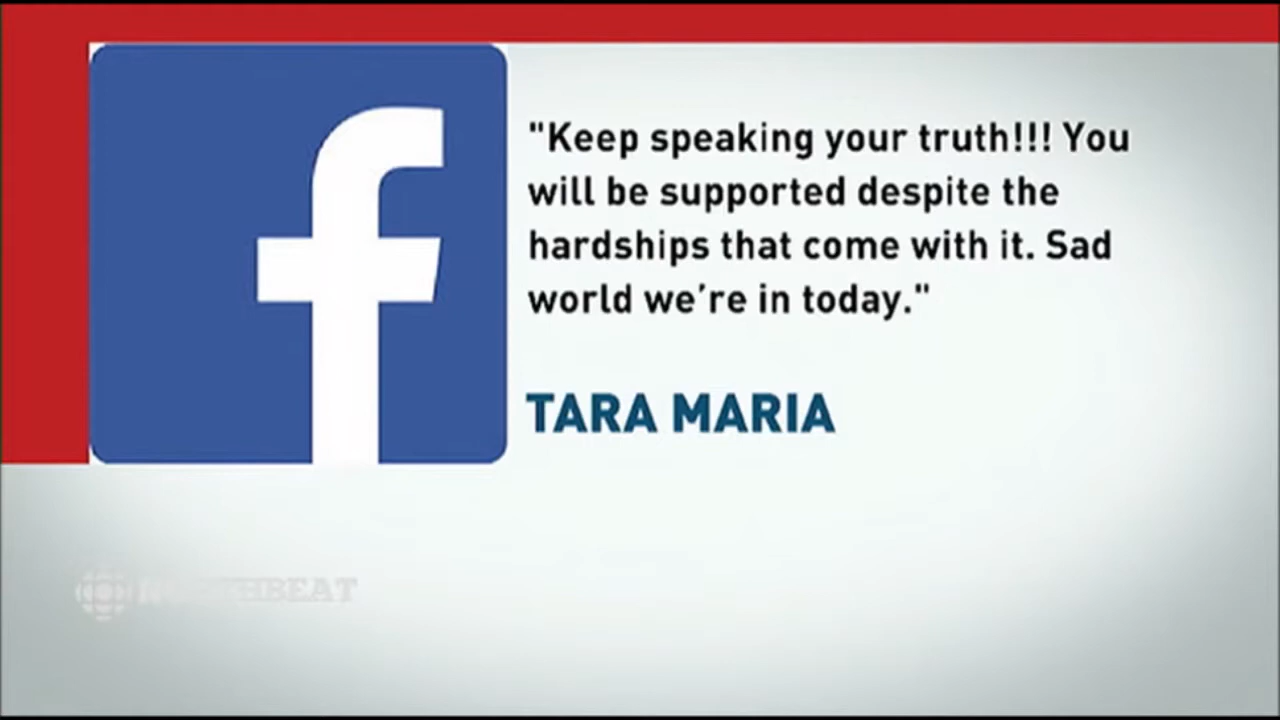 "Keep speaking your truth!!! You
will be supported despite the
hardships that come with it. Sad
world we're in today."
TARA MARIA
NORTHBEAT